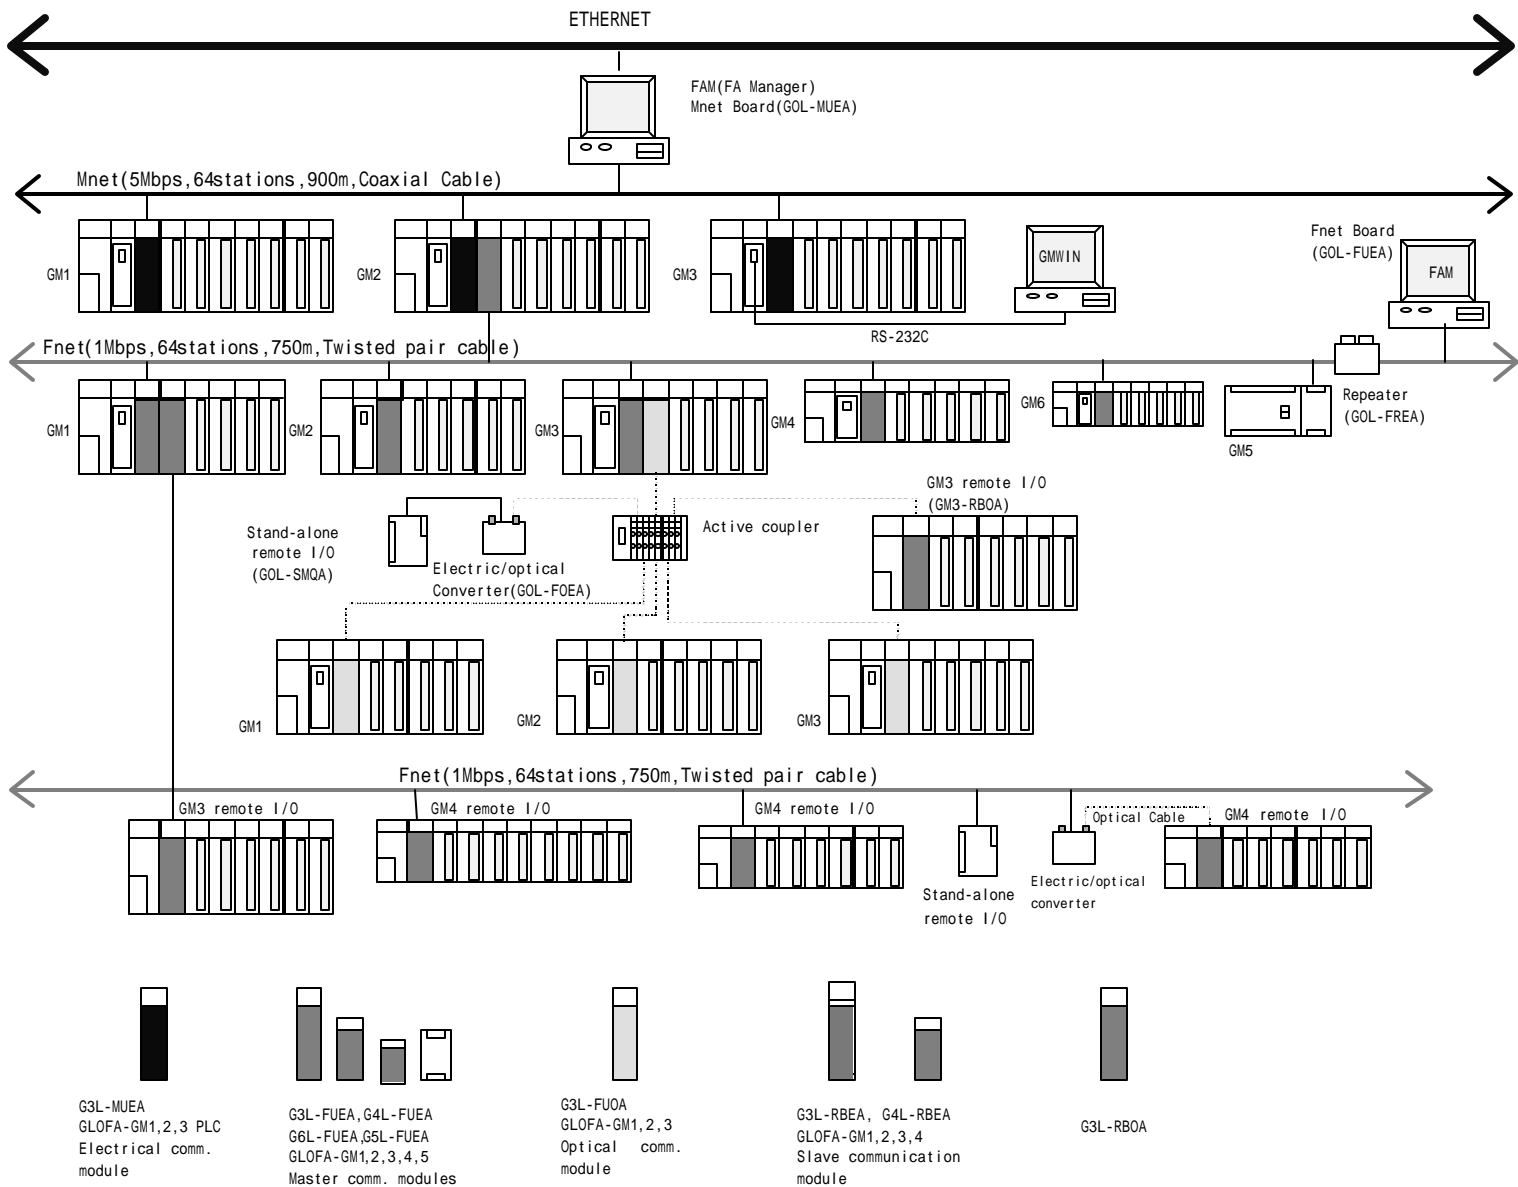 ETHERNET
FAM(FA Manager)
Mnet Board(GOL-MUEA)
Mnet(5Mbps,64stations,900m,Coaxial Cable)
GM1
GM2
GM3
GMWIN
Fnet Board
(GOL-FUEA)
FAM
RS-232C
Fnet(1Mbps,64stations,750m,Twisted pair cable)
GM1
GM2
GM3
GM4
GM6
GM5
Repeater
(GOL-FREA)
GM3 remote I/O
(GM3-RBOA)
Stand-alone
remote I/O
(GOL-SMQA)
Electric/optical
Converter(GOL-FOEA)
Active coupler
GM1
GM2
GM3
Fnet(1Mbps,64stations,750m,Twisted pair cable)
GM3 remote I/O
GM4 remote I/O
GM4 remote I/O
Optical Cable
GM4 remote I/O
Stand-alone
remote I/O
Electric/optical
converter
G3L-MUEA
GLOFA-GM1,2,3 PLC
Electrical comm.
module
G3L-FUEA,G4L-FUEA
G6L-FUEA,G5L-FUEA
GLOFA-GM1,2,3,4,5
Master comm. modules
G3L-FUOA
GLOFA-GM1,2,3
Optical comm.
module
G3L-RBEA, G4L-RBEA
GLOFA-GM1,2,3,4
Slave communication
module
G3L-RBOA